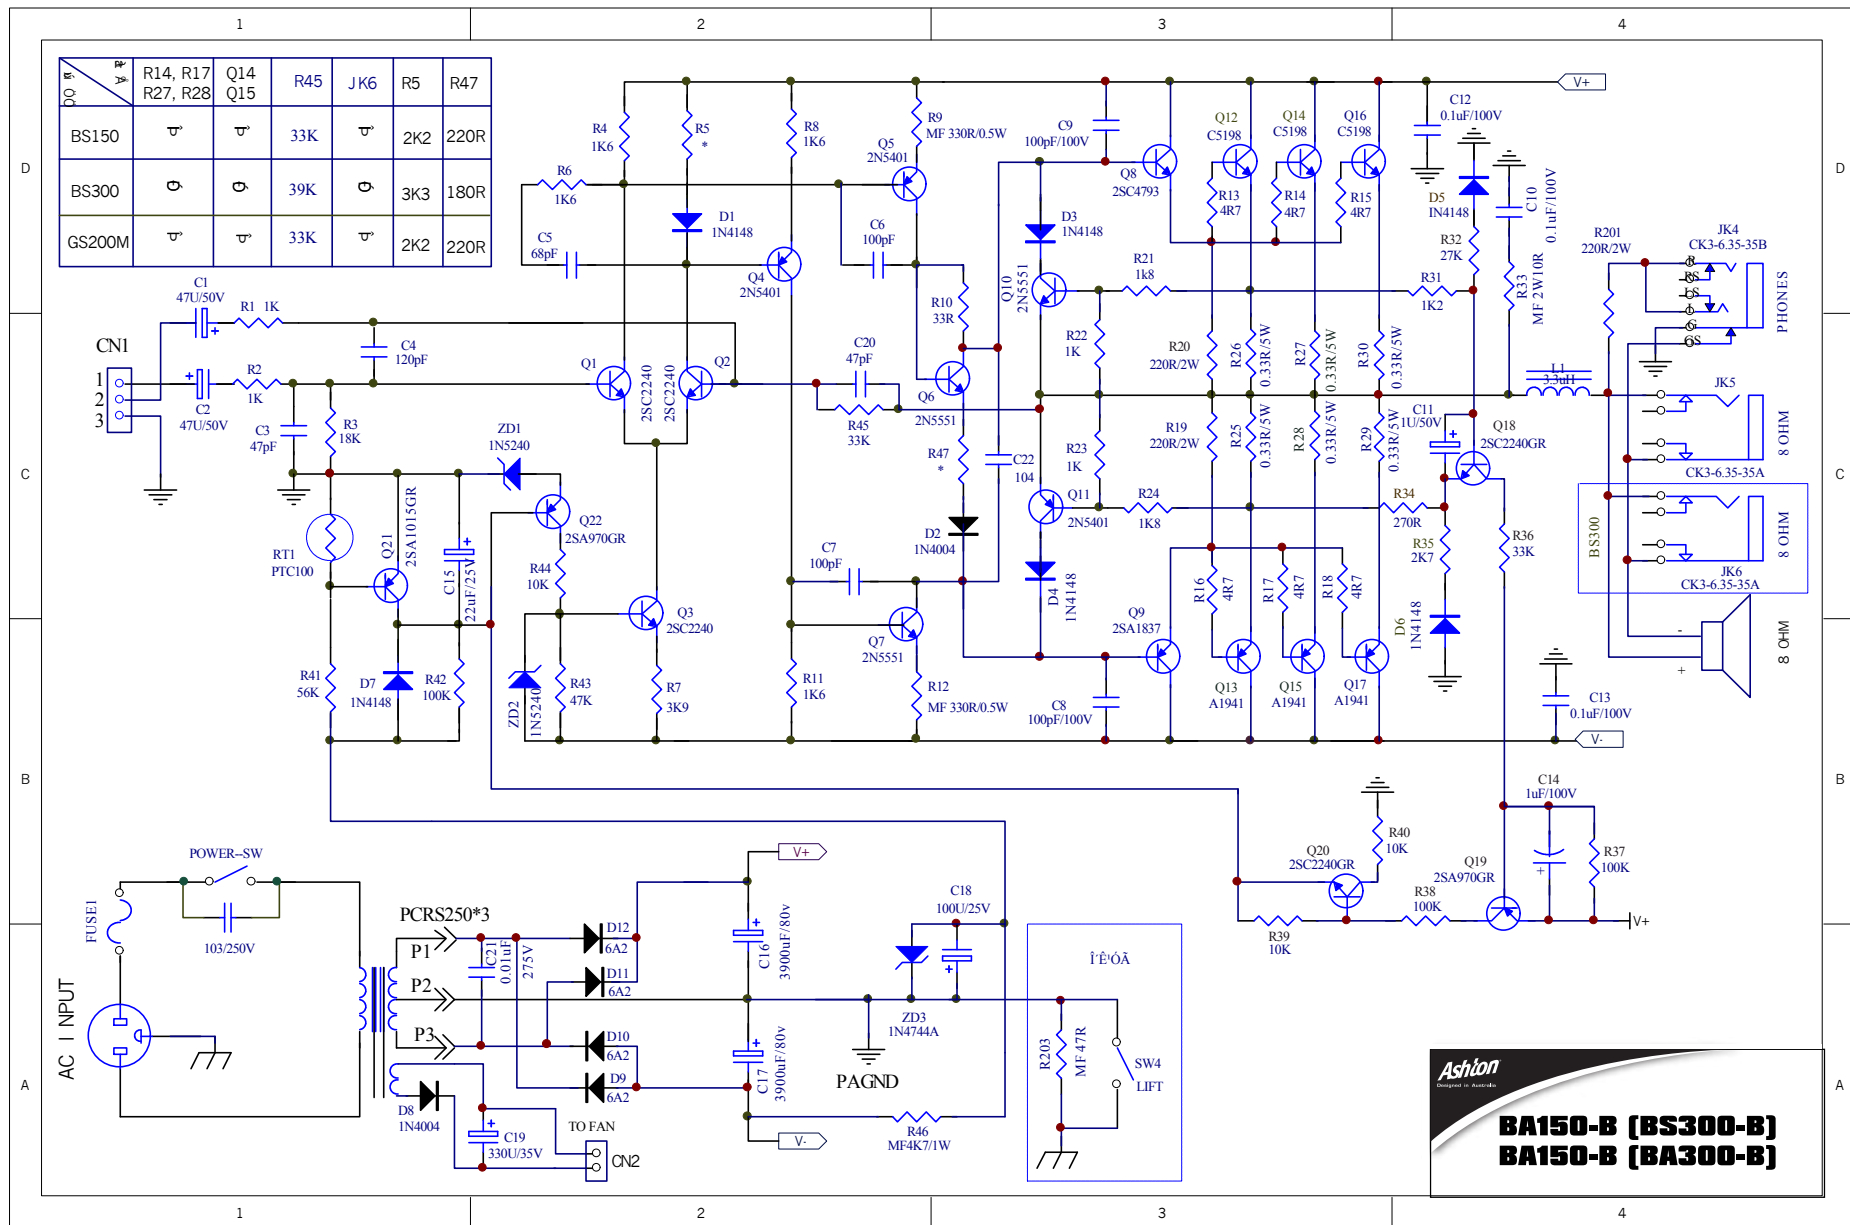 1
2
3
4
D
C
B
A
R14, R17
R27, R28
Q14
Q15
R45
JK6
R5
R47
BS150
33K
2K2
220R
BS300
39K
3K3
180R
GS200M
33K
2K2
220R
C1
47U/50V
R1 1K
CN1
1
2
3
R2
1K
C2
47U/50V
C4
120pF
C3
47pF
R3
18K
RT1
PTC100
Q21
2SA1015GR
C15
22uF/25V
R41
56K
D7
1N4148
R42
100K
ZD1
1N5240
Q22
2SA970GR
R44
10K
ZD2
1N5240
R43
47K
R4
1K6
R5
*
R6
1K6
C5
68pF
D1
1N4148
Q1
2SC2240
2SC2240
Q2
Q3
2SC2240
R7
3K9
R8
1K6
Q4
2N5401
Q5
2N5401
R9
MF 330R/0.5W
C6
100pF
R10
33R
C20
47pF
R45
33K
Q6
2N5551
R47
*
D2
1N4004
C7
100pF
Q7
2N5551
R11
1K6
R12
MF 330R/0.5W
C22
104
C9
100pF/100V
Q8
2SC4793
D3
1N4148
Q10
2N5551
R21
1k8
R22
1K
R23
1K
Q11
2N5401
R24
1K8
D4
1N4148
Q9
2SA1837
C8
100pF/100V
Q12
C5198
Q14
C5198
Q16
C5198
R13
4R7
R14
4R7
R15
4R7
R20
220R/2W
R26
0.33R/5W
R27
0.33R/5W
R30
0.33R/5W
R19
220R/2W
R25
0.33R/5W
R28
0.33R/5W
R29
0.33R/5W
R16
4R7
R17
4R7
R18
4R7
Q13
A1941
Q15
A1941
Q17
A1941
V+
C12
0.1uF/100V
D5
IN4148
R32
27K
R31
1K2
C10
0.1uF/100V
R33
MF 2W/10R
C11
1U/50V
Q18
2SC2240GR
R34
270R
R35
2K7
D6
1N4148
R36
33K
L1
3.3uH
R201
220R/2W
JK4
CK3-6.35-35B
R
RS
LS
L
G
GS
PHONES
JK5
CK3-6.35-35A
8 OHM
BS300
JK6
CK3-6.35-35A
8 OHM
-
+
8 OHM
C13
0.1uF/100V
V-
C14
1uF/100V
R37
100K
R40
10K
Q20
2SC2240GR
Q19
2SA970GR
R38
100K
R39
10K
V+
POWER--SW
FUSE1
103/250V
AC INPUT
PCRS250*3
P1
P2
P3
C21
0.01uF
275V
D12
6A2
D11
6A2
D10
6A2
D9
6A2
D8
1N4004
C19
330U/35V
TO FAN
CN2
V+
C16
3900uF/80v
C17
3900uF/80v
V-
PAGND
ZD3
1N4744A
C18
100U/25V
R46
MF4K7/1W
Î´Ê¹ÓÃ
R203
MF 47R
SW4
LIFT
Ashton
Designed in Australia
BA150-B (BS300-B)
BA150-B (BA300-B)
1
2
3
4